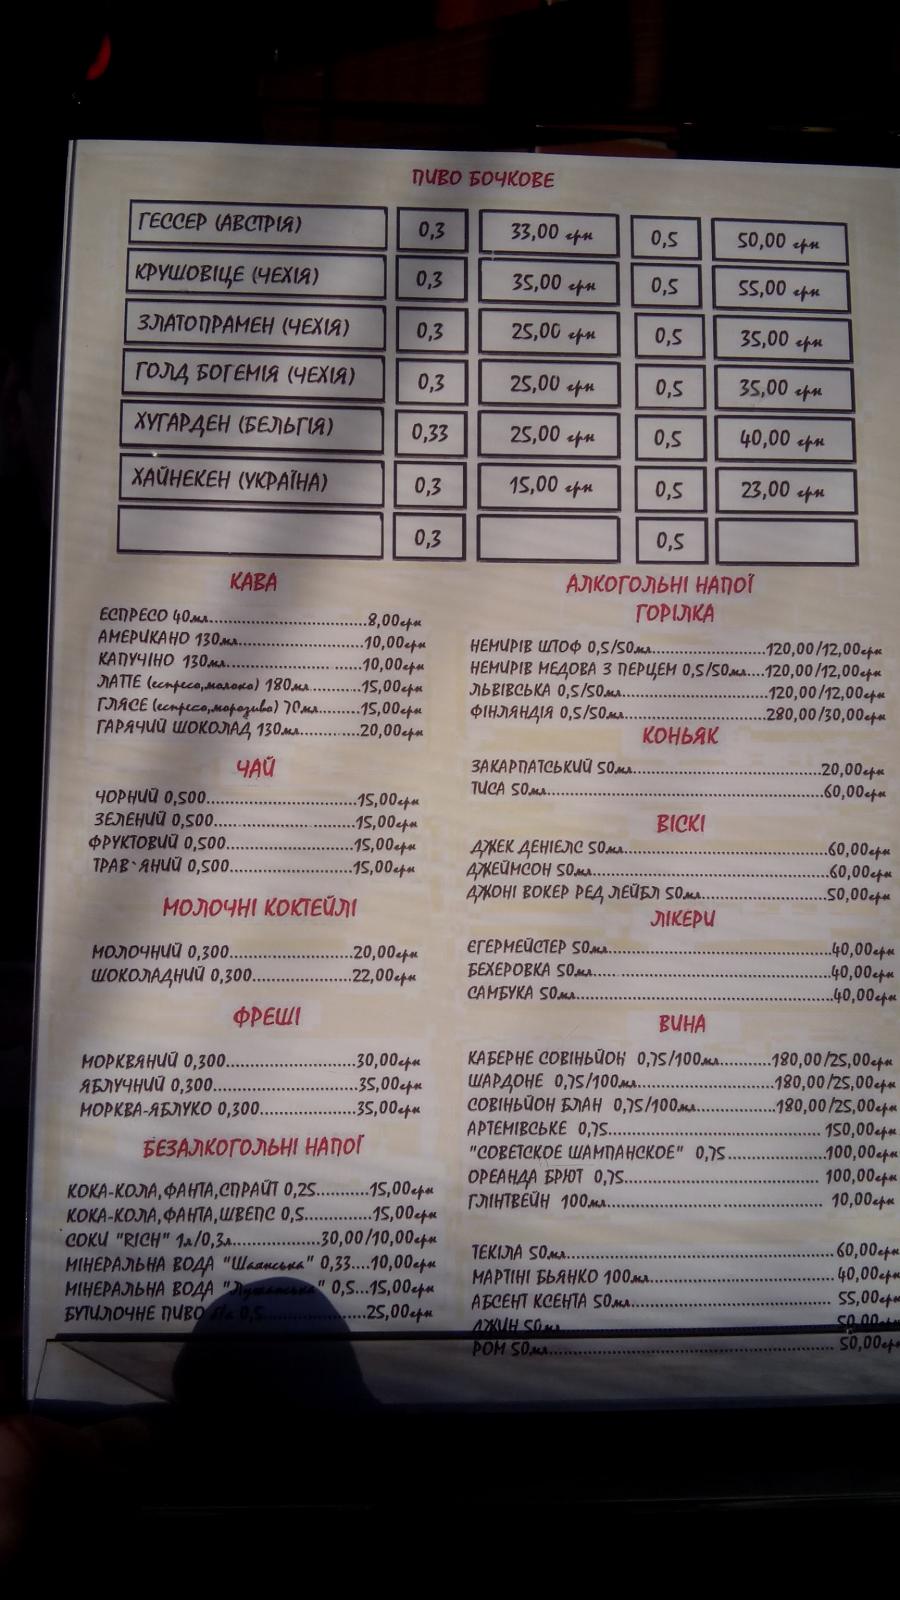 ПИВО БОЧКОВЕ
ГЕССЕР (АВСТРІЯ) 0,3 33,00 грн 0,5 50,00 грн
КРУШОВІЦЕ (ЧЕХІЯ) 0,3 35,00 грн 0,5 55,00 грн
ЗЛАТОПРАМЕН (ЧЕХІЯ) 0,3 25,00 грн 0,5 35,00 грн
ГОЛД БОГЕМІЯ (ЧЕХІЯ) 0,3 25,00 грн 0,5 35,00 грн
ХУГАРДЕН (БЕЛЬГІЯ) 0,33 25,00 грн 0,5 40,00 грн
ХАЙНЕКЕН (УКРАЇНА) 0,3 15,00 грн 0,5 23,00 грн
0,3 0,5
КАВА
ЕСПРЕСО 40мл..............................8,00грн
АМЕРИКАНО 130мл........................10,00грн
КАПУЧІНО 130мл..........................10,00грн
ЛАТТЕ (еспресо,молоко) 180мл..........15,00грн
ГЛЯСЕ (еспресо,морозиво) 70мл........15,00грн
ГАРЯЧИЙ ШОКОЛАД 130мл............20,00грн
ЧАЙ
ЧОРНИЙ 0,500..............................15,00грн
ЗЕЛЕНИЙ 0,500............................15,00грн
ФРУКТОВИЙ 0,500.........................15,00грн
ТРАВ`ЯНИЙ 0,500.........................15,00грн
МОЛОЧНІ КОКТЕЙЛІ
МОЛОЧНИЙ 0,300.........................20,00грн
ШОКОЛАДНИЙ 0,300....................22,00грн
ФРЕШІ
МОРКВЯНИЙ 0,300..........................30,00грн
ЯБЛУЧНИЙ 0,300............................35,00грн
МОРКВА-ЯБЛУКО 0,300...................35,00грн
БЕЗАЛКОГОЛЬНІ НАПОЇ
КОКА-КОЛА,ФАНТА,СПРАЙТ 0,25...........15,00грн
КОКА-КОЛА,ФАНТА,ШВЕПС 0,5..............15,00грн
СОКИ "RICH" 1л/0,3л.....................30,00/10,00грн
МІНЕРАЛЬНА ВОДА "Шаянська" 0,33....10,00грн
МІНЕРАЛЬНА ВОДА "Лужанська" 0,5...15,00грн
БУТИЛОЧНЕ ПИВО 0,5....................25,00грн
АЛКОГОЛЬНІ НАПОЇ
ГОРІЛКА
НЕМИРІВ ШТОФ 0,5/50мл.....................120,00/12,00грн
НЕМИРІВ МЕДОВА З ПЕРЦЕМ 0,5/50мл....120,00/12,00грн
ЛЬВІВСЬКА 0,5/50мл...........................120,00/12,00грн
ФІНЛЯНДІЯ 0,5/50мл..........................280,00/30,00грн
КОНЬЯК
ЗАКАРПАТСЬКИЙ 50мл..............................20,00грн
ТИСА 50мл............................................60,00грн
ВІСКІ
ДЖЕК ДЕНІЕЛС 50мл..................................60,00грн
ДЖЕЙМСОН 50мл......................................60,00грн
ДЖОНІ ВОКЕР РЕД ЛЕЙБЛ 50мл....................50,00грн
ЛІКЕРИ
ЄГЕРМЕЙСТЕР 50мл...................................40,00грн
БЕХЕРОВКА 50мл.....................................40,00грн
САМБУКА 50мл........................................40,00грн
ВИНА
КАБЕРНЕ СОВІНЬЙОН 0,75/100мл..........180,00/25,00грн
ШАРДОНЕ 0,75/100мл........................180,00/25,00грн
СОВІНЬЙОН БЛАН 0,75/100мл................180,00/25,00грн
АРТЕМІВСЬКЕ 0,75................................... 150,00грн
"СОВЕТСКОЕ ШАМПАНСКОЕ" 0,75................100,00грн
ОРЕАНДА БРЮТ 0,75................................ 100,00грн
ГЛІНТВЕЙН 100мл.................................... 10,00грн
ТЕКІЛА 50мл..........................................60,00грн
МАРТІНІ БЬЯНКО 100мл............................. 40,00грн
АБСЕНТ КСЕНТА 50мл............................... 55,00грн
ДЖИН 50мл............................................50,00грн
РОМ 50мл.............................................. 50,00грн